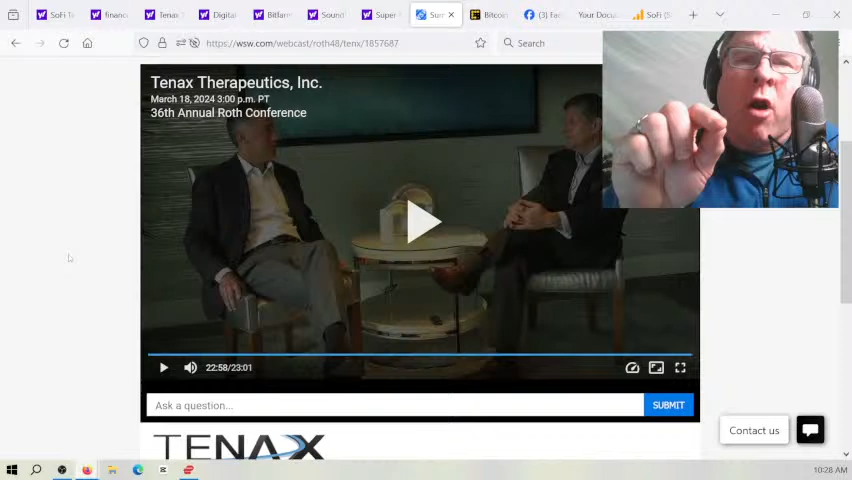 SoFi T
financ
Tenax T
Digital
Bitfarm
Sound
Super
Sum
Bitcoin
(3) Fac
Your Docu
SoFi (S
https://wsw.com/webcast/roth48/tenx/1857687
Search
Tenax Therapeutics, Inc.
March 18, 2024 3:00 p.m. PT
36th Annual Roth Conference
22:58/23:01
Ask a question...
SUBMIT
Contact us
TENAX
10:28 AM